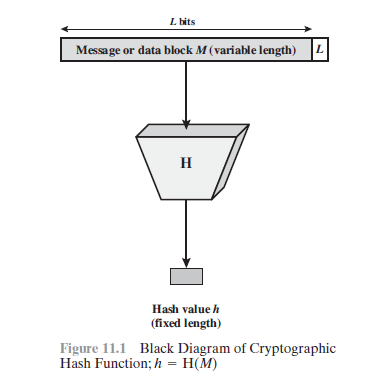 L bits
Message or data block M (variable length) L
H
Hash value h
(fixed length)
Figure 11.1 Black Diagram of Cryptographic
Hash Function; h = H(M)